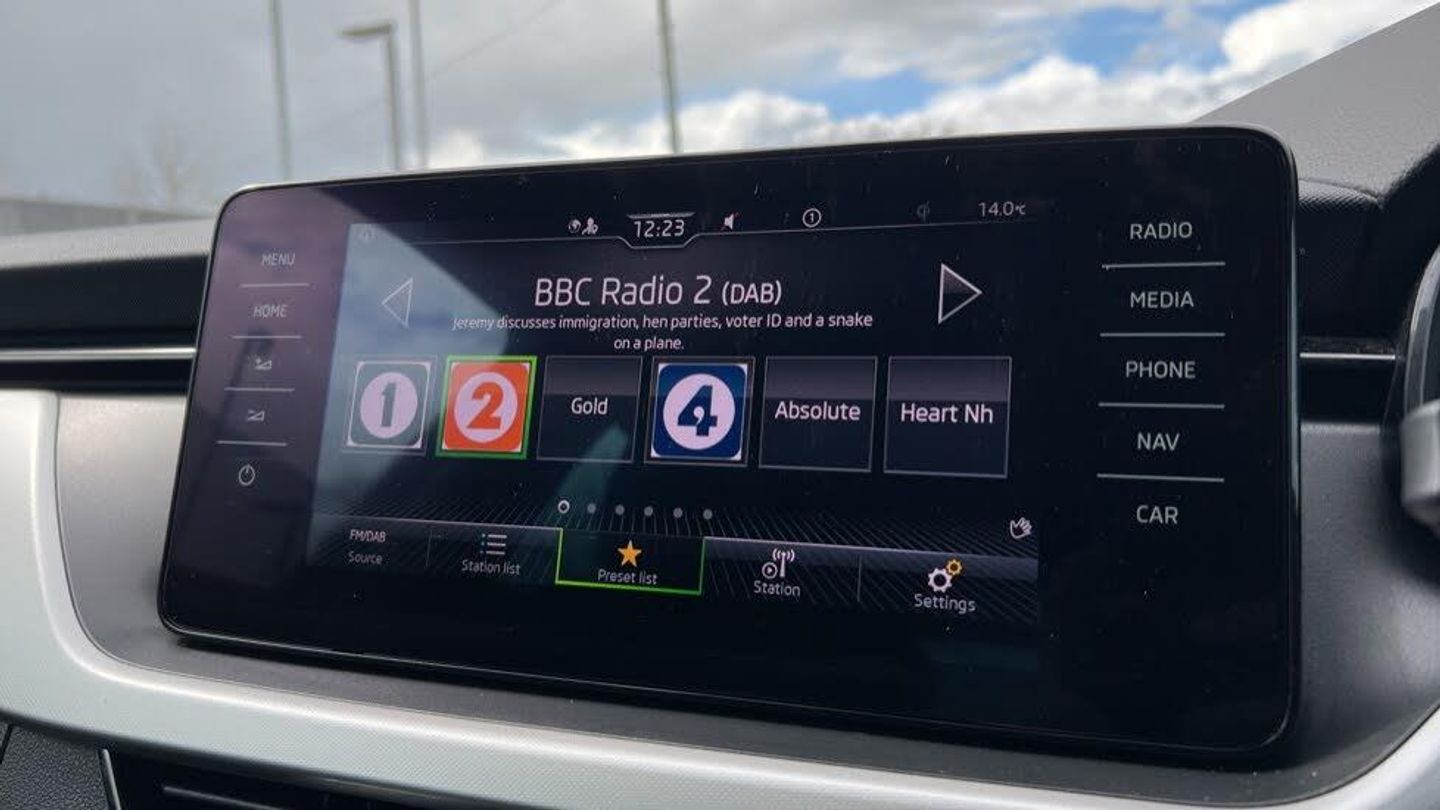 12:23
1
14.0°C
MENU
HOME
BBC Radio 2 (DAB)
Jeremy discusses immigration, hen parties, voter ID and a snake
on a plane.
1
2
Gold
4
Absolute
Heart Nh
FM/DAB
Source
Station list
Preset list
Station
Settings
RADIO
MEDIA
PHONE
NAV
CAR